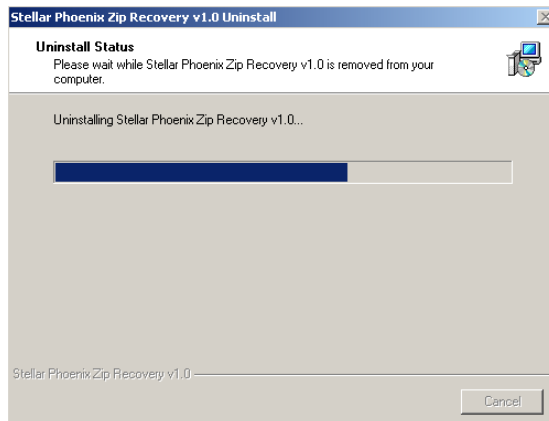 Stellar Phoenix Zip Recovery v1.0 Uninstall
Uninstall Status
Please wait while Stellar Phoenix Zip Recovery v1.0 is removed from your
computer.
Uninstalling Stellar Phoenix Zip Recovery v1.0...
Stellar Phoenix Zip Recovery v1.0
Cancel